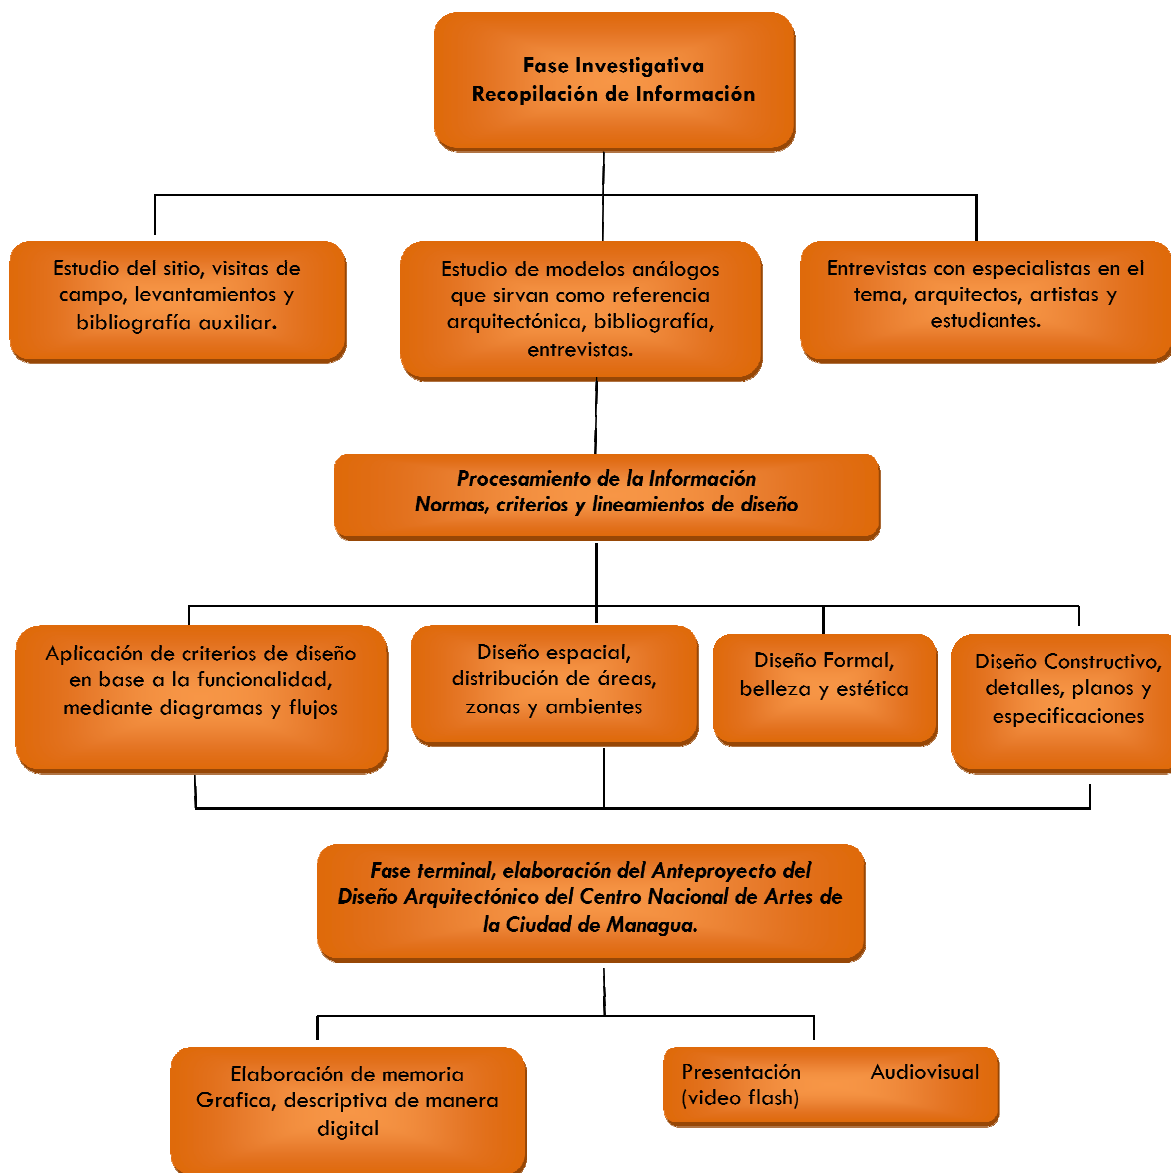 Fase Investigativa
Recopilación de Información
Estudio del sitio, visitas de
campo, levantamientos y
bibliografía auxiliar.
Estudio de modelos análogos
que sirvan como referencia
arquitectónica, bibliografía,
entrevistas.
Entrevistas con especialistas en el
tema, arquitectos, artistas y
estudiantes.
Procesamiento de la Información
Normas, criterios y lineamientos de diseño
Aplicación de criterios de diseño
en base a la funcionalidad,
mediante diagramas y flujos
Diseño espacial,
distribución de áreas,
zonas y ambientes
Diseño Formal,
belleza y estética
Diseño Constructivo,
detalles, planos y
especificaciones
Fase terminal, elaboración del Anteproyecto del
Diseño Arquitectónico del Centro Nacional de Artes de
la Ciudad de Managua.
Elaboración de memoria
Grafica, descriptiva de manera
digital
Presentación Audiovisual
(video flash)